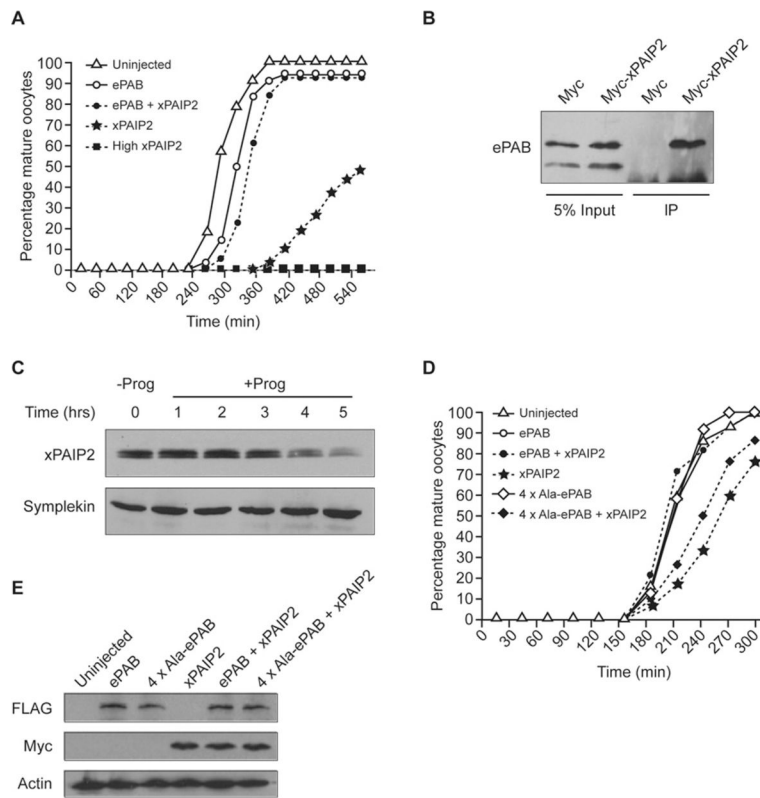 A
Percentage mature oocytes
100
90
80
70
60
50
40
30
20
10
0
Uninjected
ePAB
ePAB + xPAIP2
xPAIP2
High xPAIP2
0 60 120 180 240 300 360 420 480 540
Time (min)
B
Myc Myc-xPAIP2 Myc Myc-xPAIP2
ePAB
5% Input IP
C
-Prog +Prog
Time (hrs) 0 1 2 3 4 5
xPAIP2
Symplekin
D
Percentage mature oocytes
100
90
80
70
60
50
40
30
20
10
0
Uninjected
ePAB
ePAB + xPAIP2
xPAIP2
4 x Ala-ePAB
4 x Ala-ePAB + xPAIP2
0 30 60 90 120 150 180 210 240 270 300
Time (min)
E
Uninjected ePAB 4 x Ala-ePAB xPAIP2 ePAB + xPAIP2 4 x Ala-ePAB + xPAIP2
FLAG
Myc
Actin